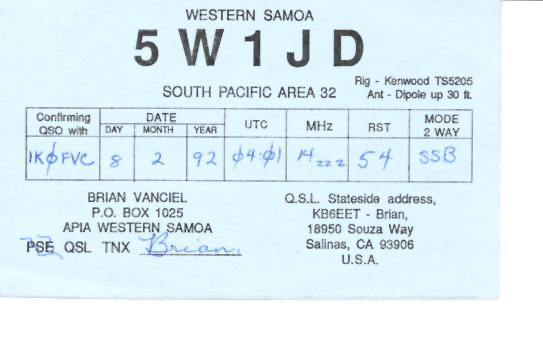 WESTERN SAMOA
5W1JD
SOUTH PACIFIC AREA 32
Rig - Kenwood TS520S
Ant - Dipole up 30 ft.
Confirming QSO with DATE DAY MONTH YEAR UTC MHz RST MODE 2 WAY
IKØFVC 8 2 92 Ø4:Ø1 14222 54 SSB
BRIAN VANCIEL
P.O. BOX 1025
APIA WESTERN SAMOA
PSE QSL TNX Brian.
Q.S.L. Stateside address,
KB6EET - Brian,
18950 Souza Way
Salinas, CA 93906
U.S.A.